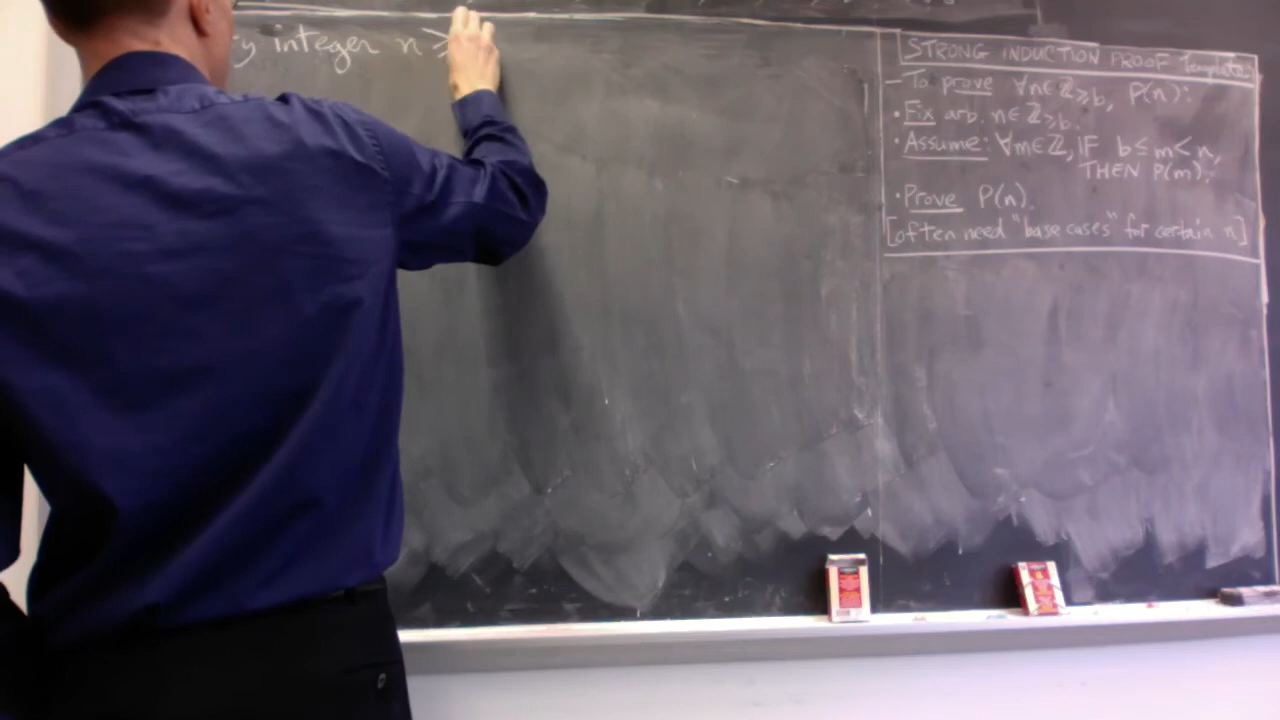 y integer n ≥
STRONG INDUCTION PROOF Template
- To prove ∀n∈ℤ≥b, P(n):
• Fix arb. n∈ℤ≥b.
• Assume: ∀m∈ℤ, IF b≤m<n,
THEN P(m).
• Prove P(n).
[often need "base cases" for certain n]